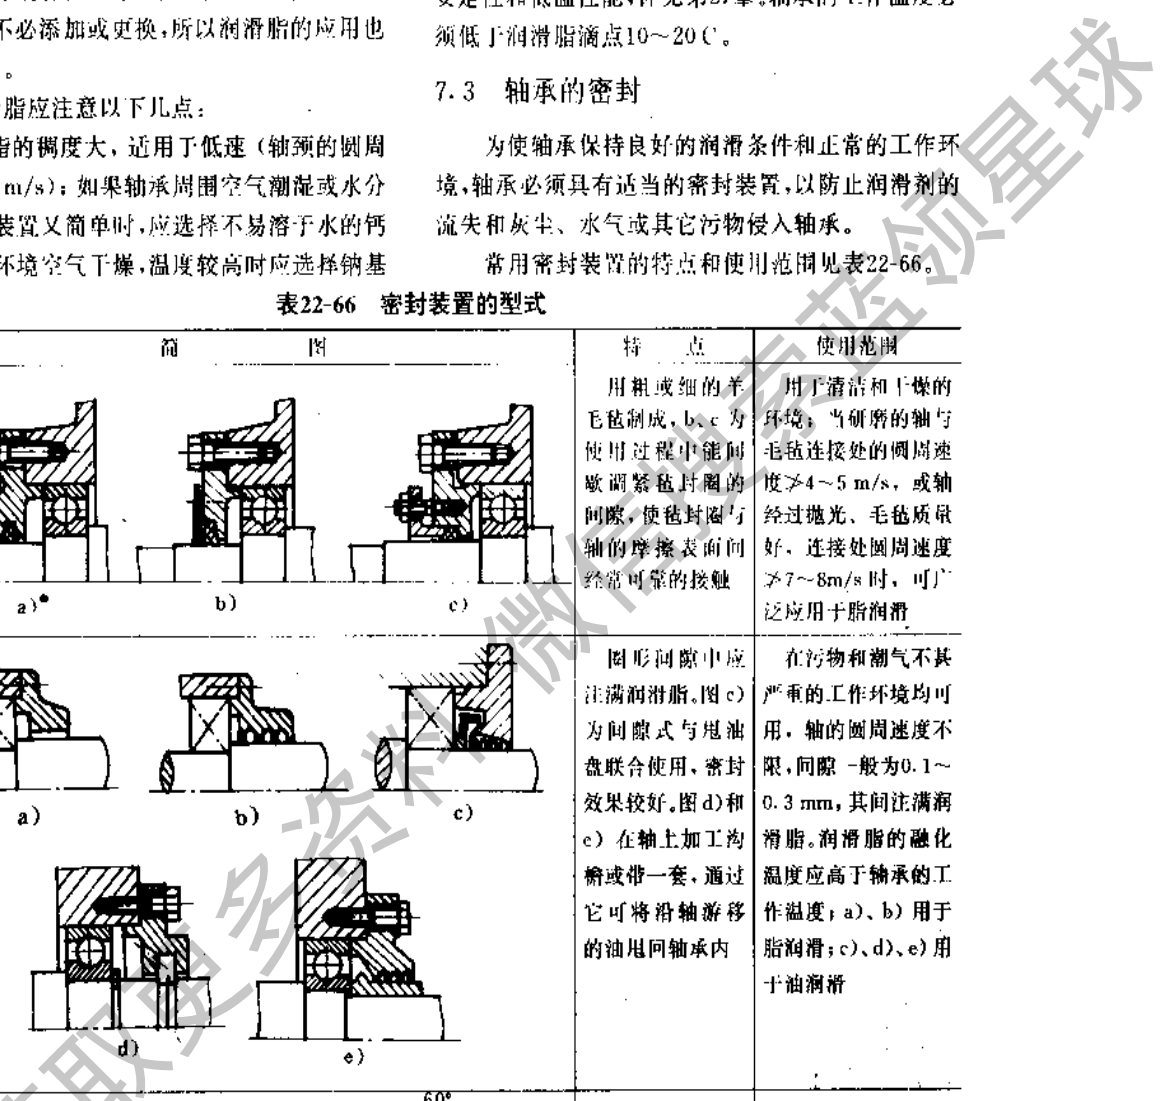 不必添加或更换,所以润滑脂的应用也
。
脂应注意以下几点:
脂的稠度大，适用于低速（轴颈的圆周
m/s）；如果轴承周围空气潮湿或水分
装置又简单时,应选择不易溶于水的钙
环境空气干燥,温度较高时应选择钠基
须低于润滑脂滴点10～20℃。
7.3 轴承的密封
为使轴承保持良好的润滑条件和正常的工作环
境,轴承必须具有适当的密封装置,以防止润滑剂的
流失和灰尘、水气或其它污物侵入轴承。
常用密封装置的特点和使用范围见表22-66。
表22-66 密封装置的型式
简 图
特 点
使用范围
a)*
b)
c)
用粗或细的羊
毛毡制成，b、c 为
使用过程中能间
歇调紧毡封圈的
间隙,使毡封圈与
轴的摩擦表面间
经常可靠的接触
用于清洁和干燥的
环境；当研磨的轴与
毛毡连接处的圆周速
度≯4～5 m/s，或轴
经过抛光、毛毡质量
好，连接处圆周速度
≯7～8m/s 时，可广
泛应用于脂润滑
a)
b)
c)
d)
e)
圈形间隙中应
注满润滑脂。图 c)
为间隙式与甩油
盘联合使用，密封
效果较好。图 d)和
e) 在轴上加工沟
槽或带一套，通过
它可将沿轴游移
的油甩回轴承内
在污物和潮气不甚
严重的工作环境均可
用，轴的圆周速度不
限,间隙一般为0.1～
0.3 mm，其间注满润
滑脂。润滑脂的融化
温度应高于轴承的工
作温度；a)、b) 用于
脂润滑；c)、d)、e) 用
于油润滑
60°
取更多资料 微信搜索蓝领星球